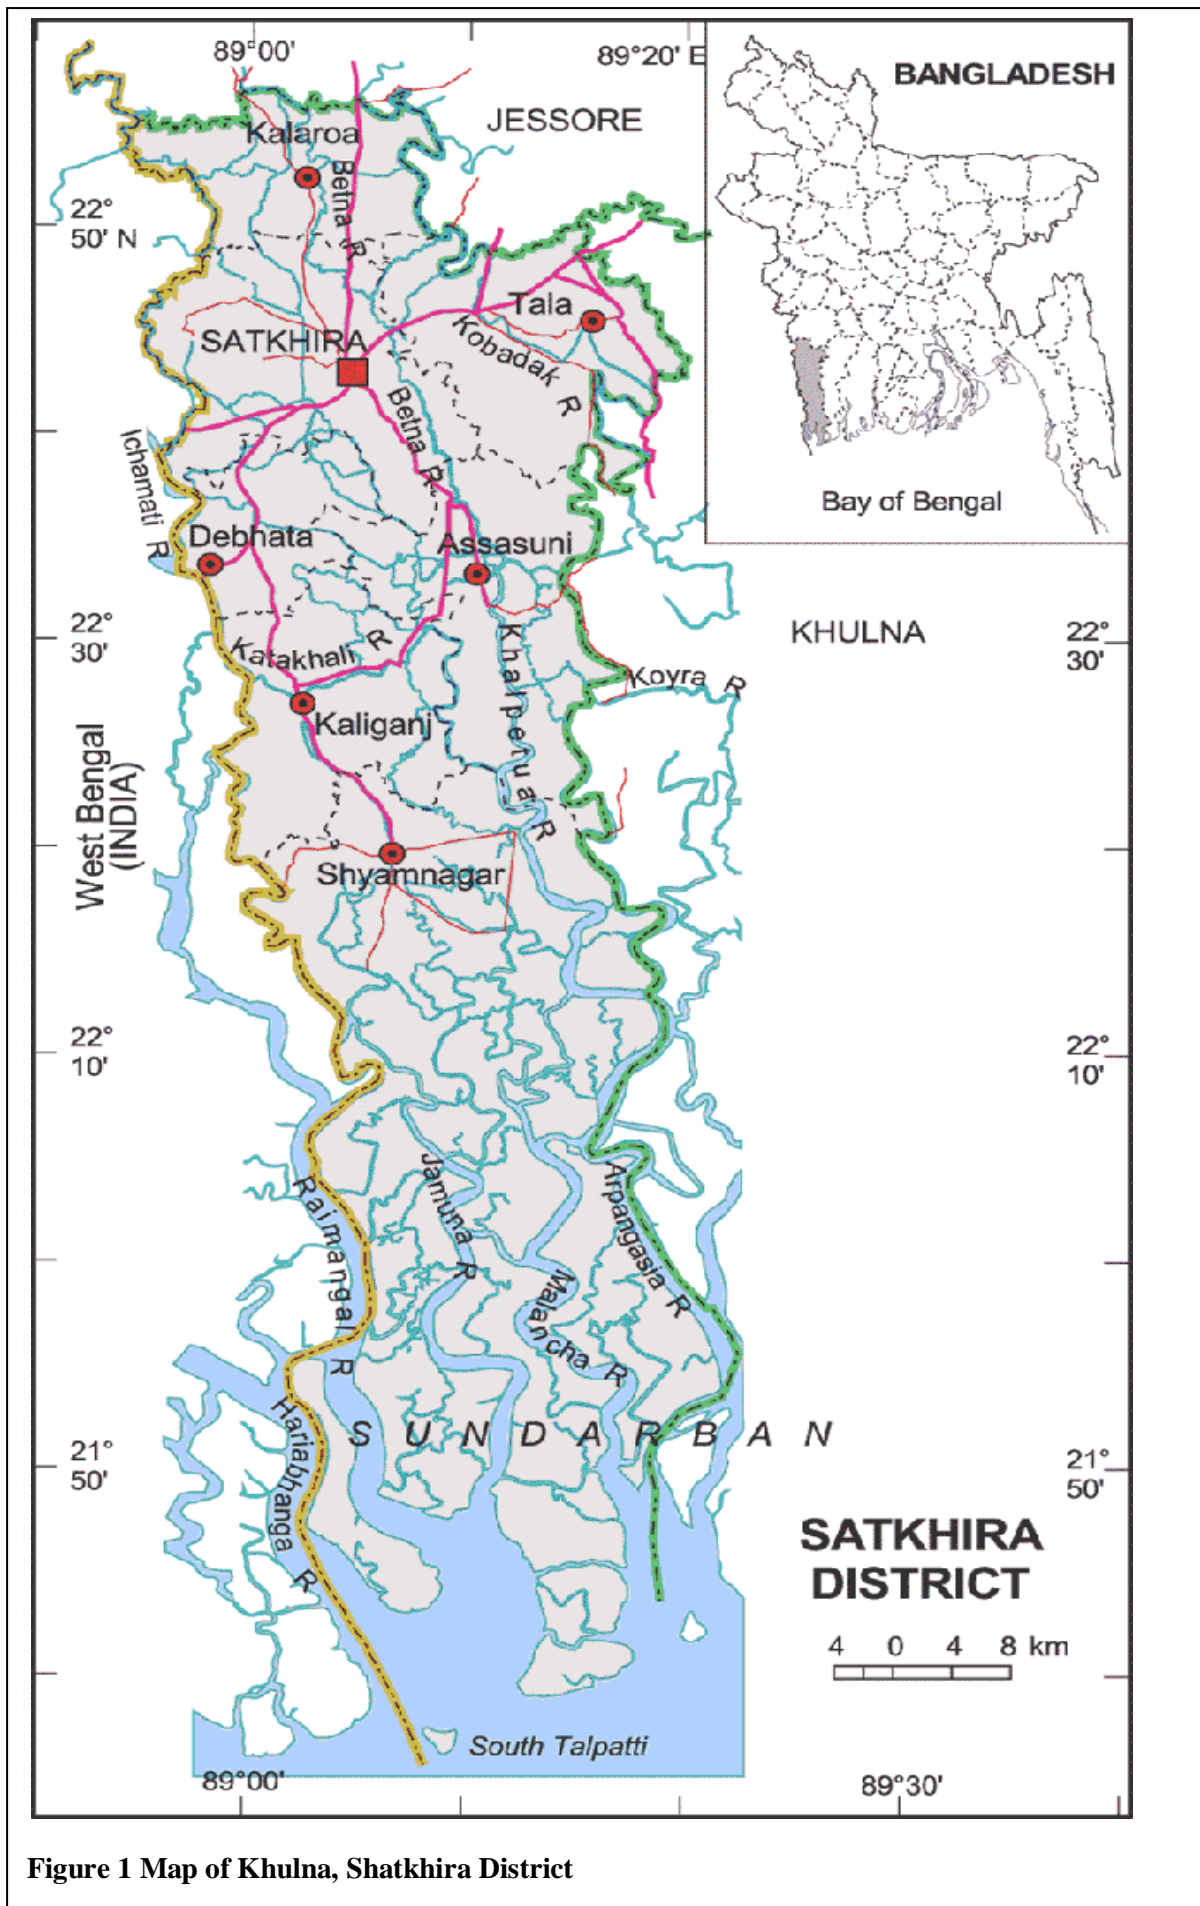 89°00'
89°20' E
BANGLADESH
JESSORE
Kalaroa
Betna R
22°
50' N
Tala
SATKHIRA
Kobadak R
Betna R
Ichamati R
Bay of Bengal
Debhata
Assasuni
22°
30'
KHULNA
22°
30'
Katakhali R
Khalpetua R
Koyra R
Kaliganj
West Bengal
(INDIA)
Shyamnagar
22°
10'
22°
10'
Jamuna R
Arpangasia R
Raimangal R
Malancha R
Hariabhanga R
SUNDARBAN
21°
50'
21°
50'
SATKHIRA
DISTRICT
4 0 4 8 km
South Talpatti
89°00'
89°30'
Figure 1 Map of Khulna, Shatkhira District